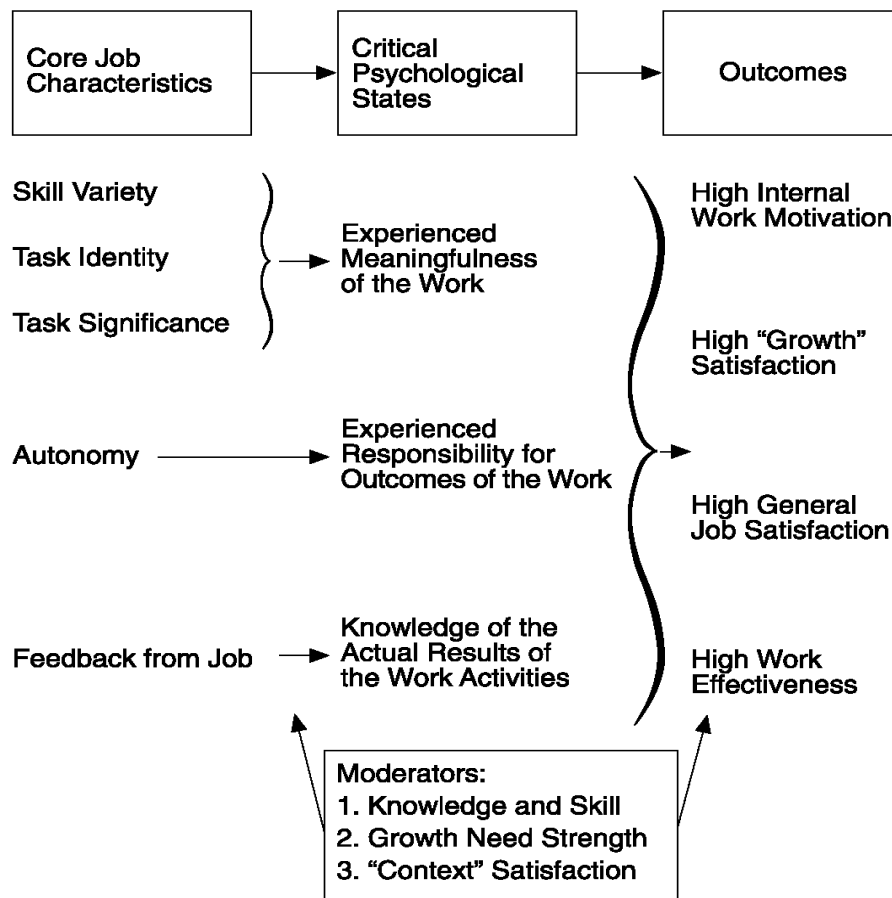 Core Job
Characteristics
Critical
Psychological
States
Outcomes
Skill Variety
Task Identity
Task Significance
Experienced
Meaningfulness
of the Work
High Internal
Work Motivation
High “Growth”
Satisfaction
Autonomy
Experienced
Responsibility for
Outcomes of the Work
High General
Job Satisfaction
Feedback from Job
Knowledge of the
Actual Results of
the Work Activities
High Work
Effectiveness
Moderators:
1. Knowledge and Skill
2. Growth Need Strength
3. “Context” Satisfaction